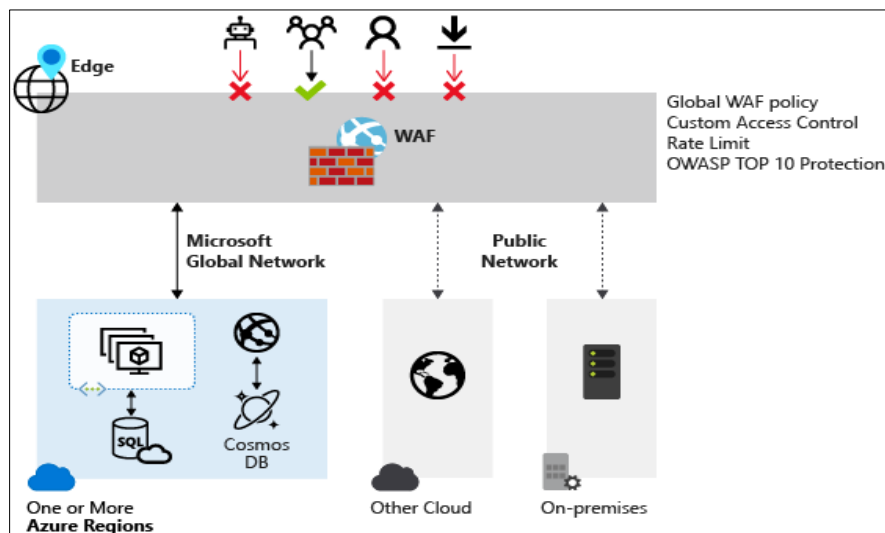 Edge
WAF
Global WAF policy
Custom Access Control
Rate Limit
OWASP TOP 10 Protection
Microsoft
Global Network
Public
Network
SQL
Cosmos
DB
One or More
Azure Regions
Other Cloud
On-premises